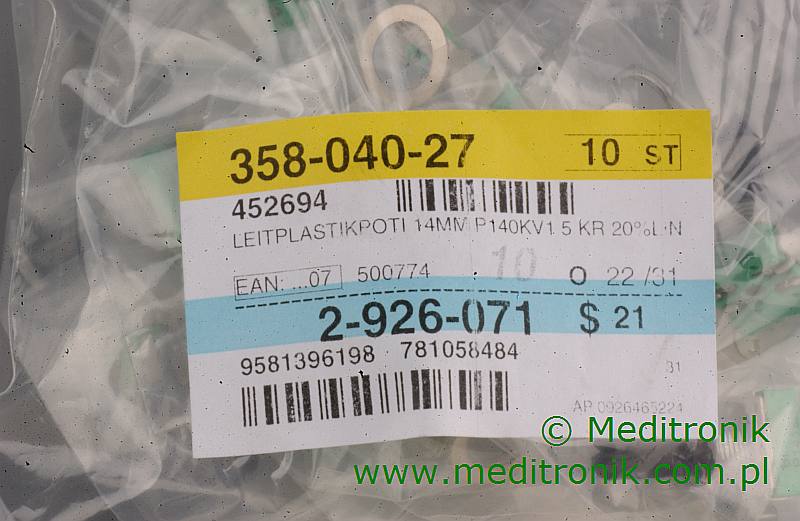 358-040-27 10 ST
452694
LEITPLASTIKPOTI 14MM P140KV1 5 KR 20%LIN
EAN: ...07 500774 10 O 22 /31
2-926-071 $ 21
9581396198 781058484
31
AP 0926465224
© Meditronik
www.meditronik.com.pl